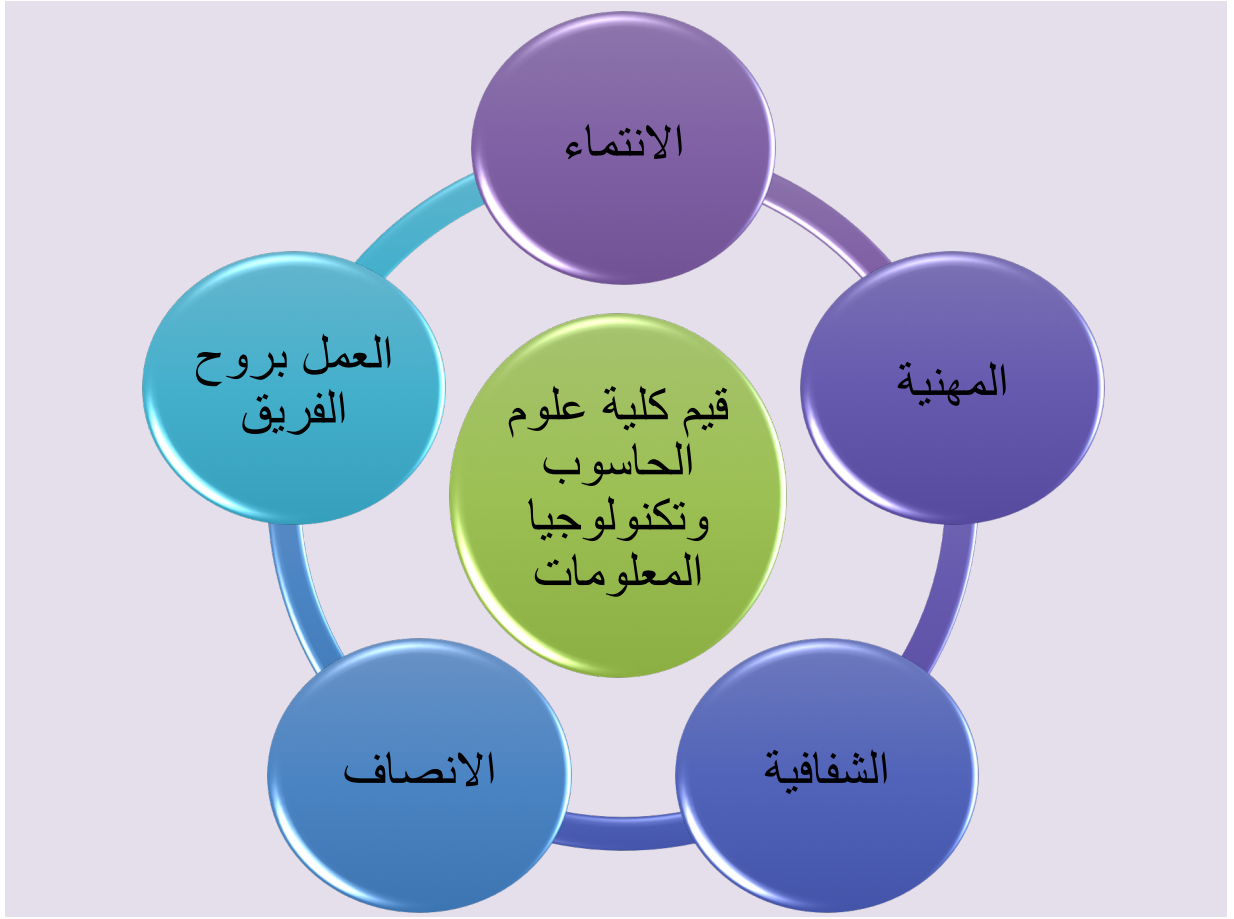 الانتماء
المهنية
الشفافية
الانصاف
العمل بروح
الفريق
قيم كلية علوم
الحاسوب
وتكنولوجيا
المعلومات